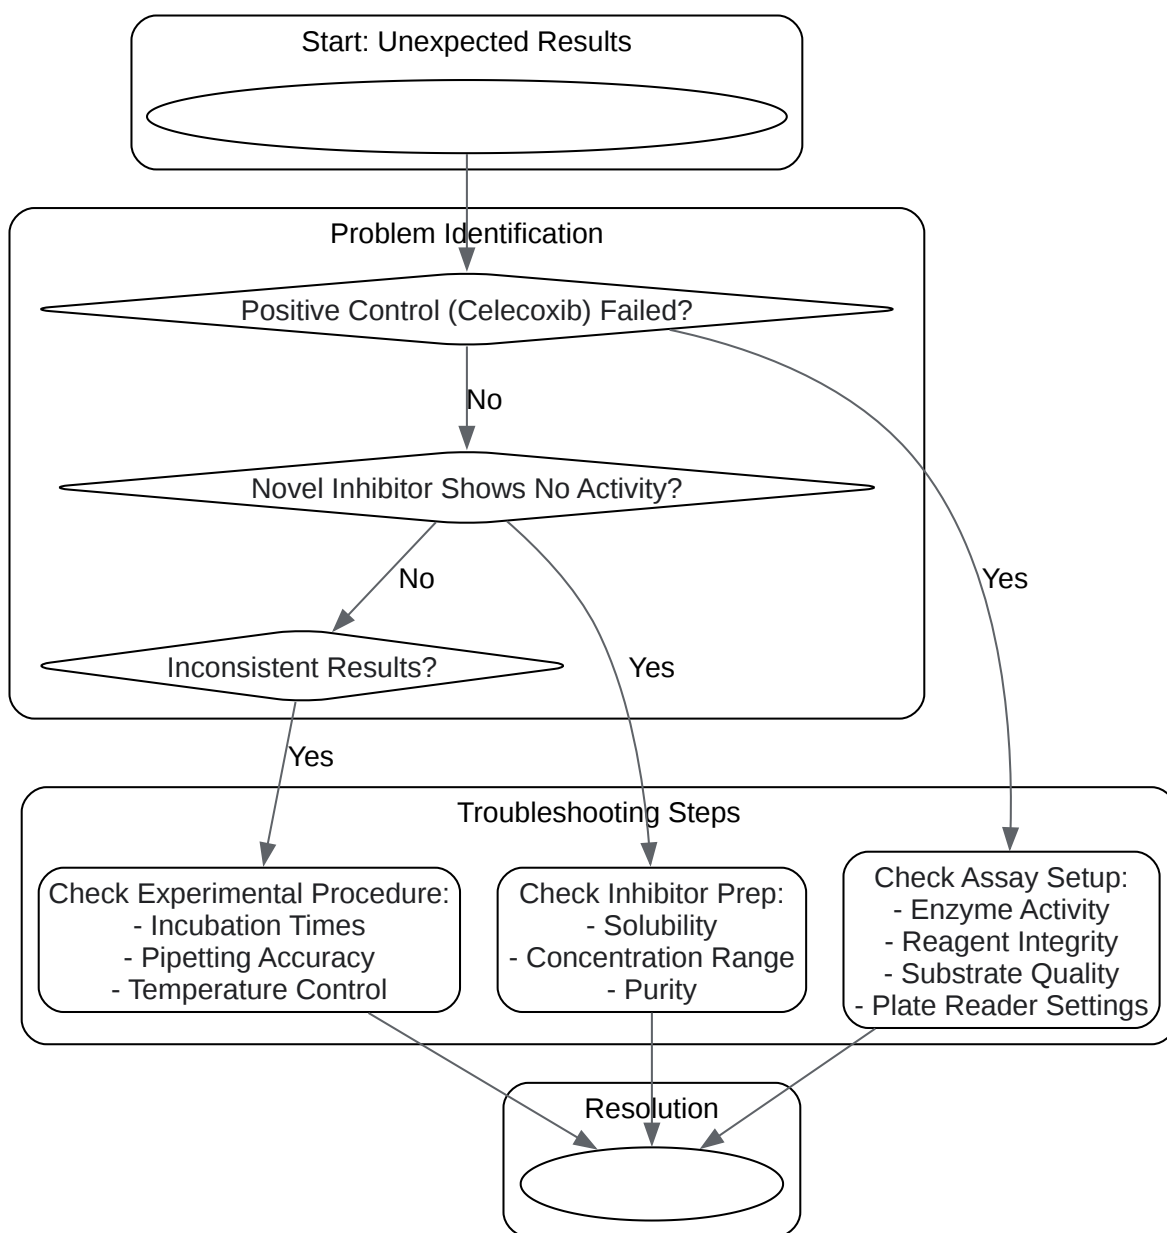 Start: Unexpected Results
Problem Identification
Positive Control (Celecoxib) Failed?
No
Novel Inhibitor Shows No Activity?
No
Yes
Inconsistent Results?
Yes
Yes
Troubleshooting Steps
Check Experimental Procedure:
- Incubation Times
- Pipetting Accuracy
- Temperature Control
Check Inhibitor Prep:
- Solubility
- Concentration Range
- Purity
Check Assay Setup:
- Enzyme Activity
- Reagent Integrity
- Substrate Quality
- Plate Reader Settings
Resolution